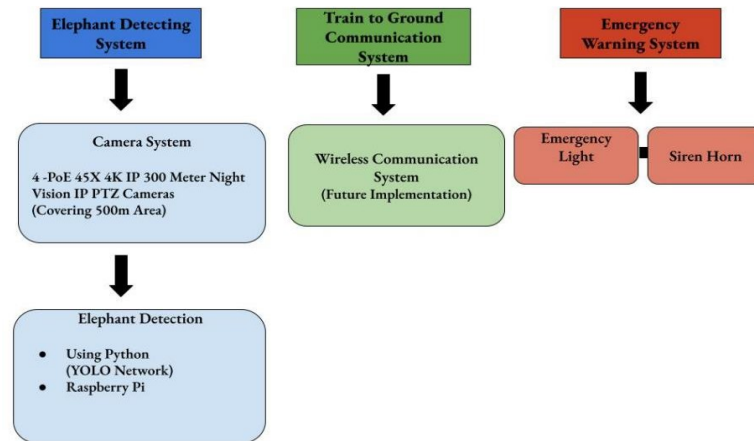 Elephant Detecting
System
Camera System
4 -PoE 45X 4K IP 300 Meter Night
Vision IP PTZ Cameras
(Covering 500m Area)
Elephant Detection
● Using Python
(YOLO Network)
● Raspberry Pi
Train to Ground
Communication
System
Wireless Communication
System
(Future Implementation)
Emergency
Warning System
Emergency
Light
Siren Horn